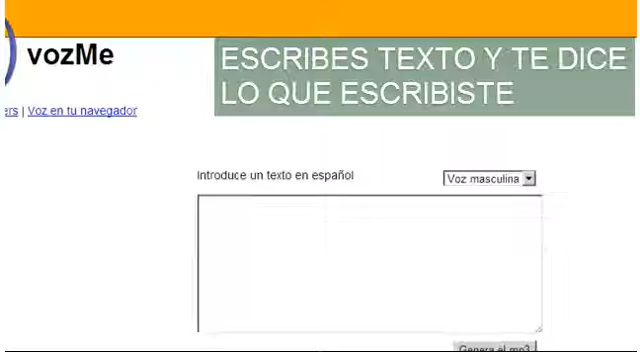 vozMe
ESCRIBES TEXTO Y TE DICE
LO QUE ESCRIBISTE
ers | Voz en tu navegador
Introduce un texto en español
Voz masculina
Genera el mp3